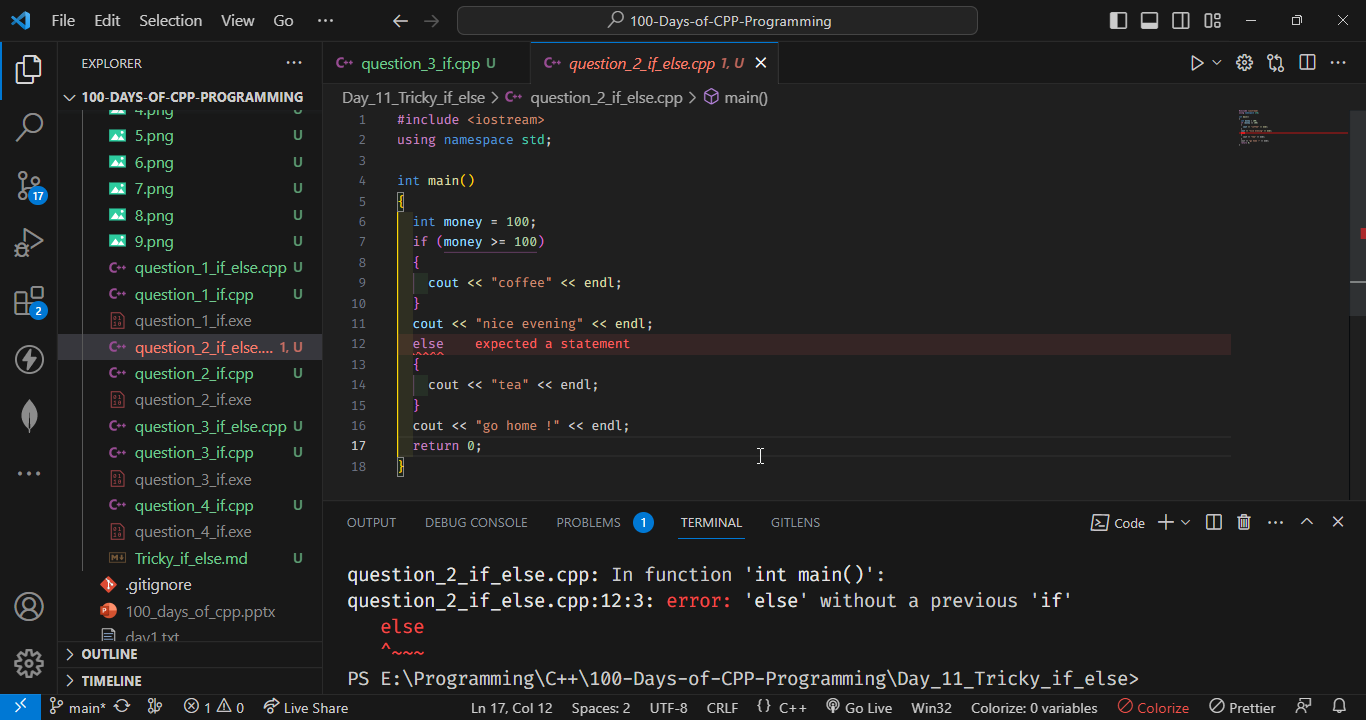 File Edit Selection View Go ··· 100-Days-of-CPP-Programming
EXPLORER ···
100-DAYS-OF-CPP-PROGRAMMING
4.png U
5.png U
6.png U
7.png U
8.png U
9.png U
question_1_if_else.cpp U
question_1_if.cpp U
question_1_if.exe
question_2_if_else.... 1, U
question_2_if.cpp U
question_2_if.exe
question_3_if_else.cpp U
question_3_if.cpp U
question_3_if.exe
question_4_if.cpp U
question_4_if.exe
Tricky_if_else.md U
.gitignore
100_days_of_cpp.pptx
day1.txt
OUTLINE
TIMELINE
17
2
question_3_if.cpp U question_2_if_else.cpp 1, U
Day_11_Tricky_if_else > question_2_if_else.cpp > main()
1 #include <iostream>
2 using namespace std;
3
4 int main()
5 {
6 int money = 100;
7 if (money >= 100)
8 {
9 cout << "coffee" << endl;
10 }
11 cout << "nice evening" << endl;
12 else expected a statement
13 {
14 cout << "tea" << endl;
15 }
16 cout << "go home !" << endl;
17 return 0;
18 }
OUTPUT DEBUG CONSOLE PROBLEMS 1 TERMINAL GITLENS Code
question_2_if_else.cpp: In function 'int main()':
question_2_if_else.cpp:12:3: error: 'else' without a previous 'if'
else
^~~~
PS E:\Programming\C++\100-Days-of-CPP-Programming\Day_11_Tricky_if_else>
main* 1 0 Live Share Ln 17, Col 12 Spaces: 2 UTF-8 CRLF {} C++ Go Live Win32 Colorize: 0 variables Colorize Prettier